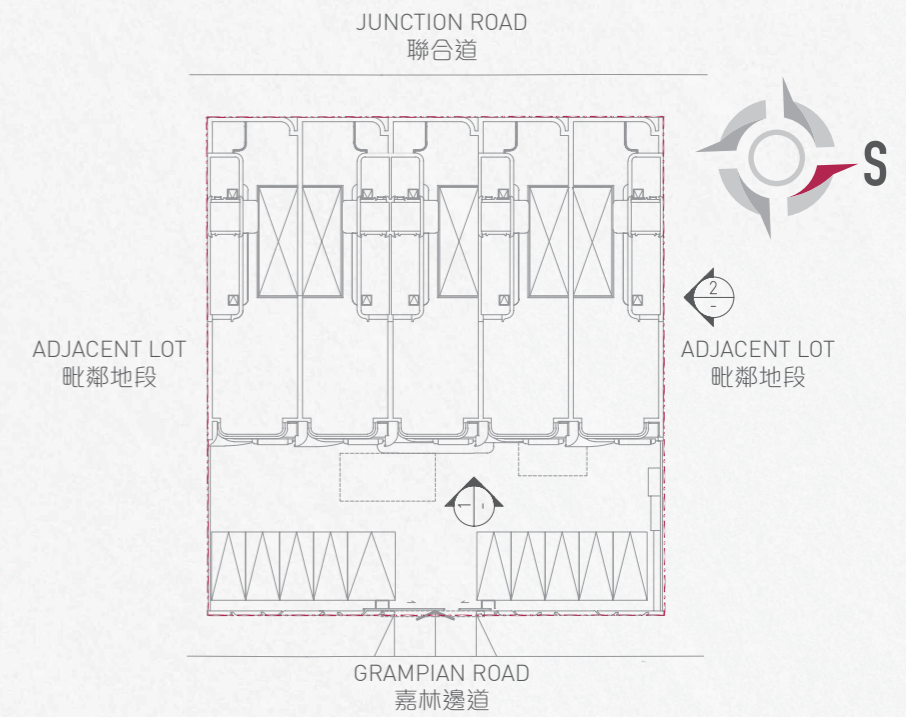 JUNCTION ROAD
聯合道
S
2
-
ADJACENT LOT
毗鄰地段
ADJACENT LOT
毗鄰地段
1
-
GRAMPIAN ROAD
嘉林邊道